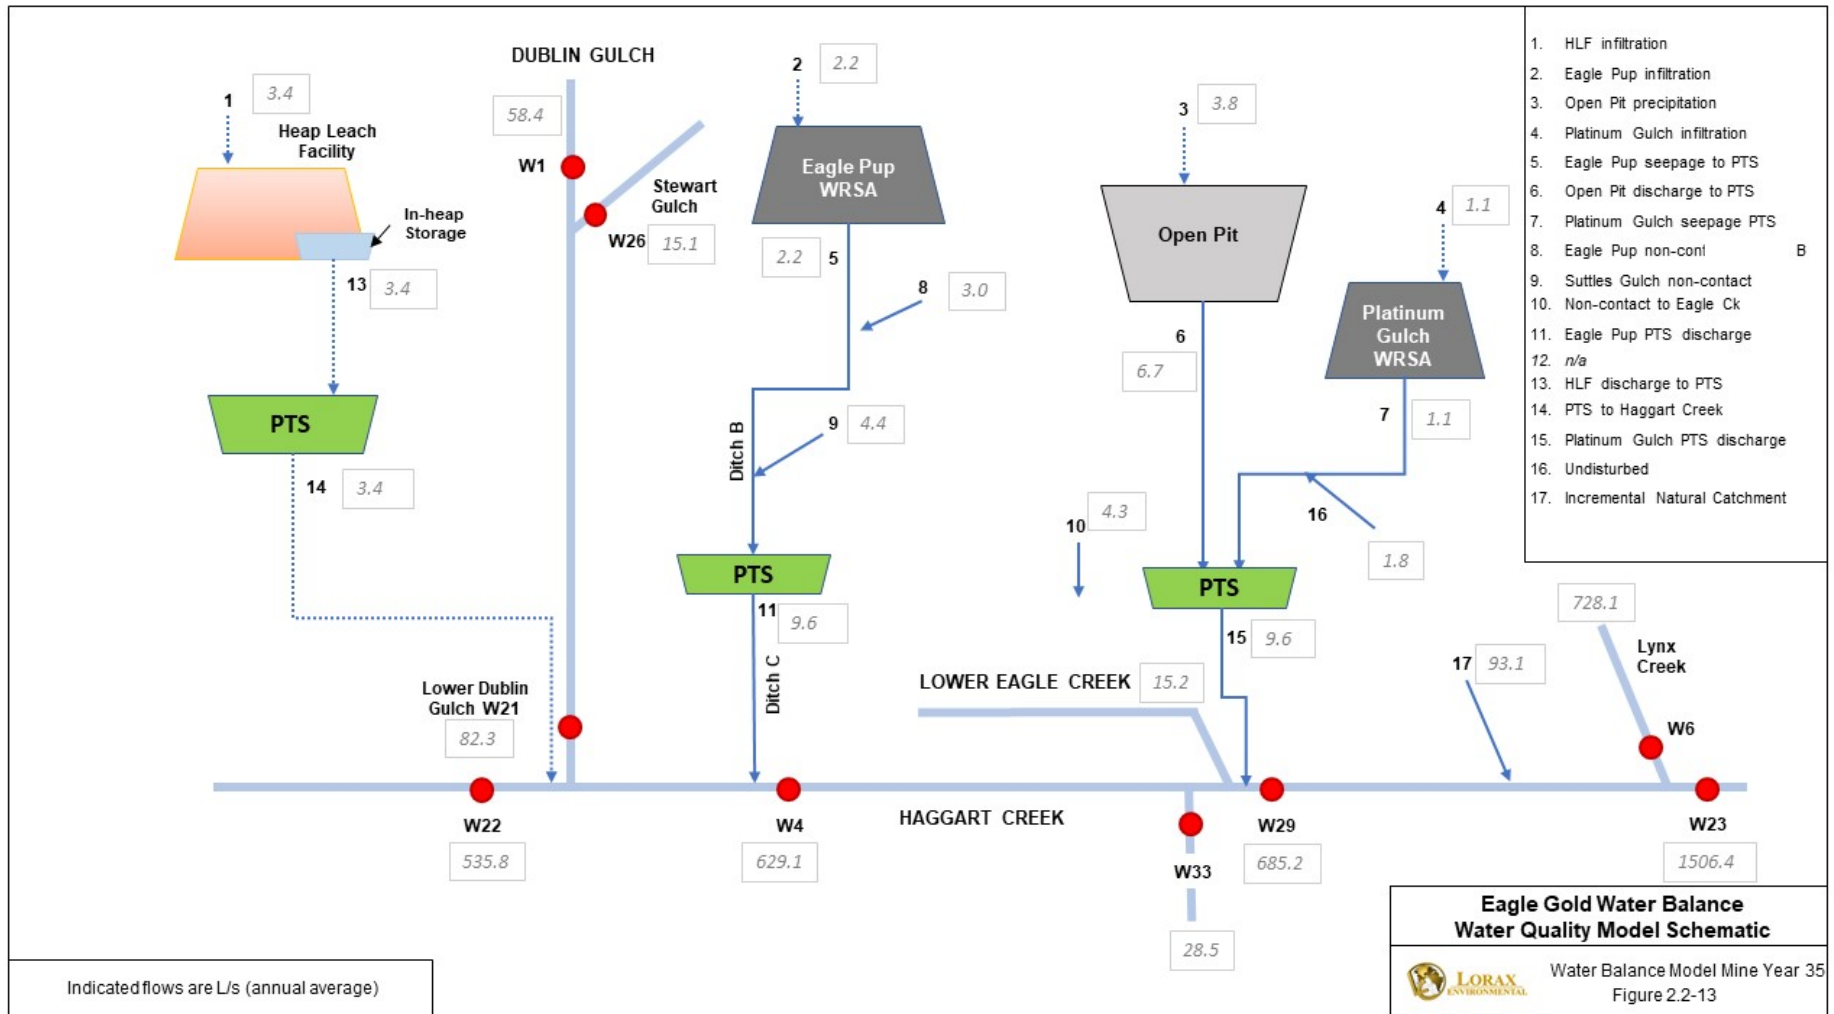 DUBLIN GULCH
58.4
1
3.4
Heap Leach
Facility
In-heap
Storage
13
3.4
PTS
14
3.4
W1
Stewart
Gulch
W26
15.1
2
2.2
Eagle Pup
WRSA
2.2
5
8
3.0
9
4.4
Ditch B
PTS
11
9.6
Ditch C
3
3.8
Open Pit
6
6.7
4
1.1
Platinum
Gulch
WRSA
7
1.1
16
1.8
10
4.3
PTS
15
9.6
LOWER EAGLE CREEK
15.2
17
93.1
728.1
Lynx
Creek
W6
Lower Dublin
Gulch W21
82.3
W22
535.8
W4
629.1
HAGGART CREEK
W33
28.5
W29
685.2
W23
1506.4
1. HLF infiltration
2. Eagle Pup infiltration
3. Open Pit precipitation
4. Platinum Gulch infiltration
5. Eagle Pup seepage to PTS
6. Open Pit discharge to PTS
7. Platinum Gulch seepage PTS
8. Eagle Pup non-cont B
9. Suttles Gulch non-contact
10. Non-contact to Eagle Ck
11. Eagle Pup PTS discharge
12. n/a
13. HLF discharge to PTS
14. PTS to Haggart Creek
15. Platinum Gulch PTS discharge
16. Undisturbed
17. Incremental Natural Catchment
Indicated flows are L/s (annual average)
Eagle Gold Water Balance
Water Quality Model Schematic
LORAX
ENVIRONMENTAL
Water Balance Model Mine Year 35
Figure 2.2-13